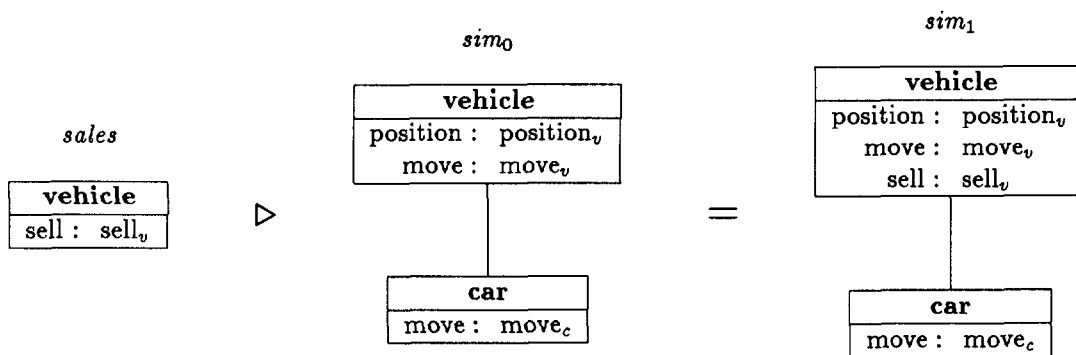 sales
vehicle
sell : sell_v
▷
sim_0
vehicle
position : position_v
move : move_v
car
move : move_c
=
sim_1
vehicle
position : position_v
move : move_v
sell : sell_v
car
move : move_c